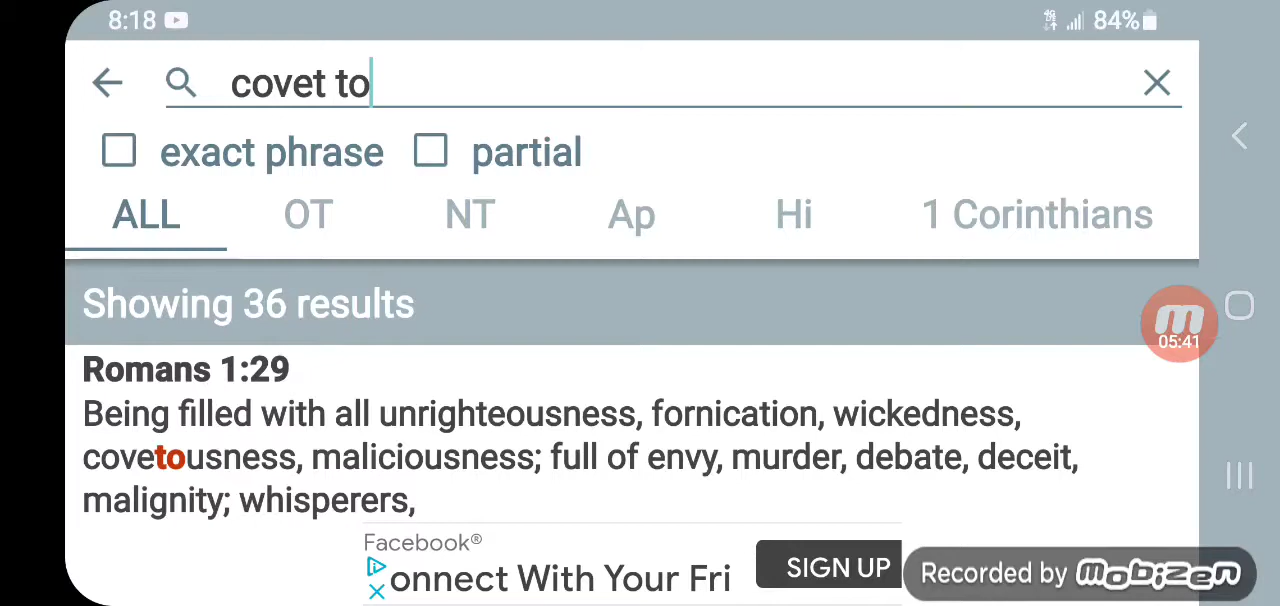 8:18
84%
covet to
exact phrase partial
ALL OT NT Ap Hi 1 Corinthians
Showing 36 results
05:41
Romans 1:29
Being filled with all unrighteousness, fornication, wickedness,
covetousness, maliciousness; full of envy, murder, debate, deceit,
malignity; whisperers,
Facebook®
onnect With Your Fri
SIGN UP
Recorded by mobizen